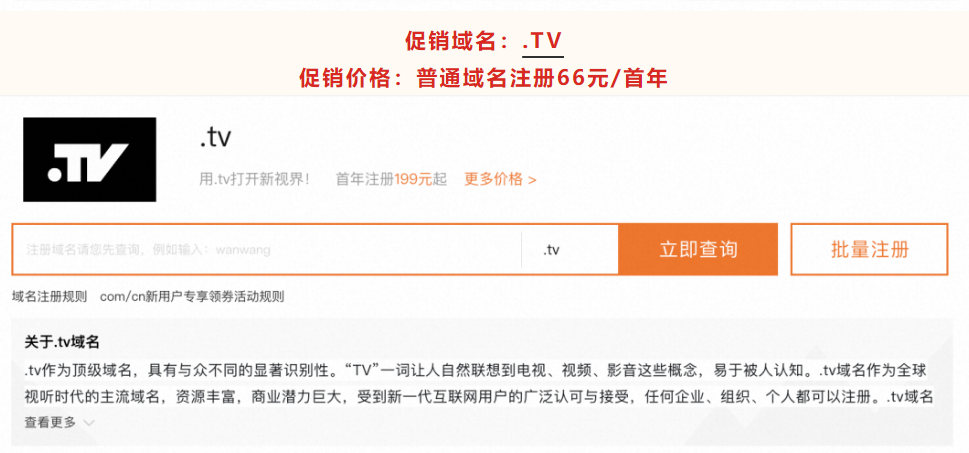 促销域名：.TV
促销价格：普通域名注册66元/首年
.TV
.tv
用.tv打开新视界！ 首年注册199元起 更多价格 >
注册域名请您先查询，例如输入：wanwang .tv 立即查询 批量注册
域名注册规则 com/cn新用户专享领券活动规则
关于.tv域名
.tv作为顶级域名，具有与众不同的显著识别性。“TV”一词让人自然联想到电视、视频、影音这些概念，易于被人认知。.tv域名作为全球
视听时代的主流域名，资源丰富，商业潜力巨大，受到新一代互联网用户的广泛认可与接受，任何企业、组织、个人都可以注册。.tv域名
查看更多